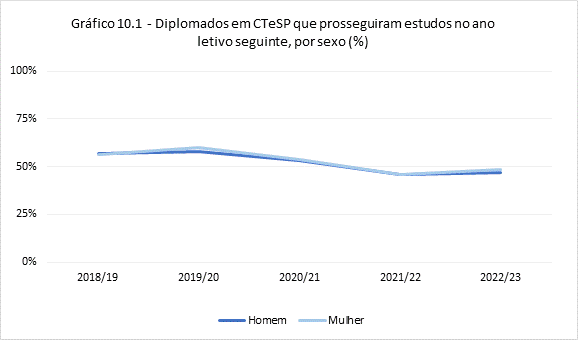 Gráfico 10.1 - Diplomados em CTeSP que prosseguiram estudos no ano
letivo seguinte, por sexo (%)
100%
75%
50%
25%
0%
2018/19 2019/20 2020/21 2021/22 2022/23
Homem Mulher